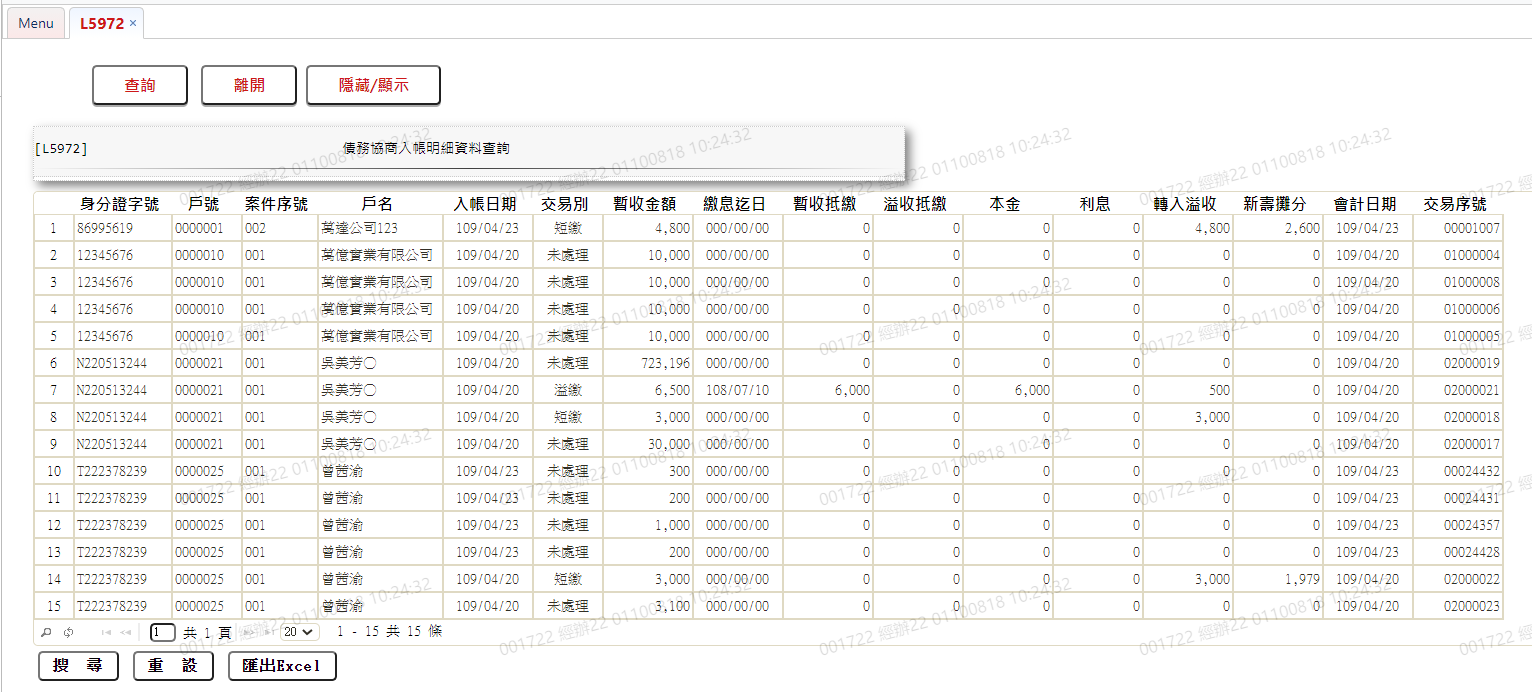 Menu L5972 ×
查詢 離開 隱藏/顯示
[L5972] 債務協商入帳明細資料查詢
身分證字號 戶號 案件序號 戶名 入帳日期 交易別 暫收金額 繳息迄日 暫收抵繳 溢收抵繳 本金 利息 轉入溢收 新壽攤分 會計日期 交易序號
1 86995619 0000001 002 萬達公司123 109/04/23 短繳 4,800 000/00/00 0 0 0 0 4,800 2,600 109/04/23 00001007
2 12345676 0000010 001 萬億實業有限公司 109/04/20 未處理 10,000 000/00/00 0 0 0 0 0 0 109/04/20 01000004
3 12345676 0000010 001 萬億實業有限公司 109/04/20 未處理 10,000 000/00/00 0 0 0 0 0 0 109/04/20 01000008
4 12345676 0000010 001 萬億實業有限公司 109/04/20 未處理 10,000 000/00/00 0 0 0 0 0 0 109/04/20 01000006
5 12345676 0000010 001 萬億實業有限公司 109/04/20 未處理 10,000 000/00/00 0 0 0 0 0 0 109/04/20 01000005
6 N220513244 0000021 001 吳美芳○ 109/04/20 未處理 723,196 000/00/00 0 0 0 0 0 0 109/04/20 02000019
7 N220513244 0000021 001 吳美芳○ 109/04/20 溢繳 6,500 108/07/10 6,000 0 6,000 0 500 0 109/04/20 02000021
8 N220513244 0000021 001 吳美芳○ 109/04/20 短繳 3,000 000/00/00 0 0 0 0 3,000 0 109/04/20 02000018
9 N220513244 0000021 001 吳美芳○ 109/04/20 未處理 30,000 000/00/00 0 0 0 0 0 0 109/04/20 02000017
10 T222378239 0000025 001 曾茜渝 109/04/23 未處理 300 000/00/00 0 0 0 0 0 0 109/04/23 00024432
11 T222378239 0000025 001 曾茜渝 109/04/23 未處理 200 000/00/00 0 0 0 0 0 0 109/04/23 00024431
12 T222378239 0000025 001 曾茜渝 109/04/23 未處理 1,000 000/00/00 0 0 0 0 0 0 109/04/23 00024357
13 T222378239 0000025 001 曾茜渝 109/04/23 未處理 200 000/00/00 0 0 0 0 0 0 109/04/23 00024428
14 T222378239 0000025 001 曾茜渝 109/04/20 短繳 3,000 000/00/00 0 0 0 0 3,000 1,979 109/04/20 02000022
15 T222378239 0000025 001 曾茜渝 109/04/20 未處理 3,100 000/00/00 0 0 0 0 0 0 109/04/20 02000023
1 共 1 頁 20 1 - 15 共 15 條
搜 尋 重 設 匯出Excel
001722 經辦22 01100818 10:24:32